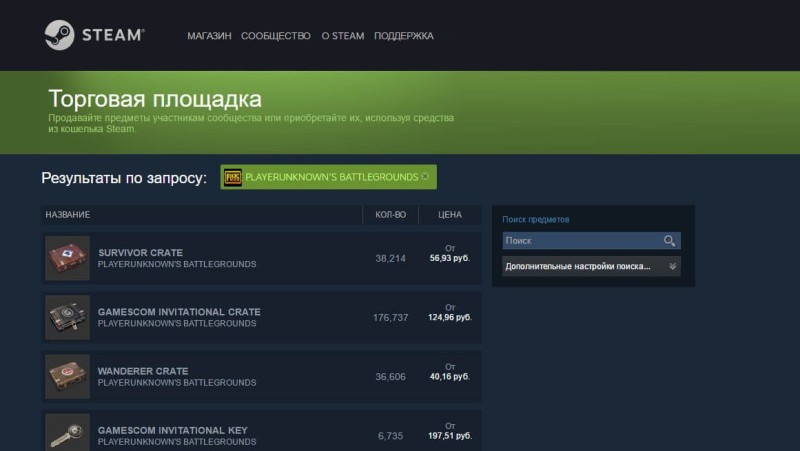 STEAM®
МАГАЗИН СООБЩЕСТВО О STEAM ПОДДЕРЖКА
Торговая площадка
Продавайте предметы участникам сообщества или приобретайте их, используя средства
из кошелька Steam.
Результаты по запросу: PLAYERUNKNOWN'S BATTLEGROUNDS
НАЗВАНИЕ КОЛ-ВО ЦЕНА
SURVIVOR CRATE
PLAYERUNKNOWN'S BATTLEGROUNDS
38,214
От
56,93 руб.
GAMESCOM INVITATIONAL CRATE
PLAYERUNKNOWN'S BATTLEGROUNDS
176,737
От
124,96 руб.
WANDERER CRATE
PLAYERUNKNOWN'S BATTLEGROUNDS
36,606
От
40,16 руб.
GAMESCOM INVITATIONAL KEY
PLAYERUNKNOWN'S BATTLEGROUNDS
6,735
От
197,51 руб.
Поиск предметов
Поиск
Дополнительные настройки поиска...